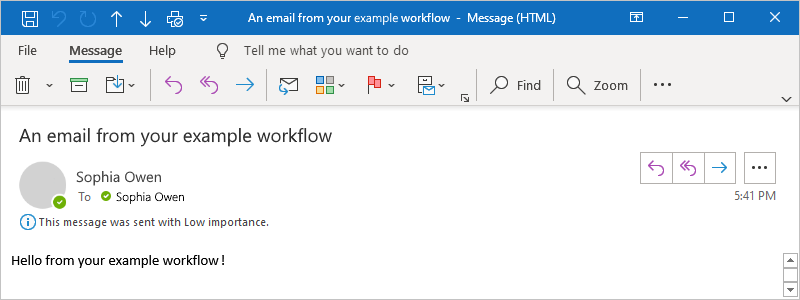 An email from your example workflow - Message (HTML)
File Message Help Tell me what you want to do
Find Zoom
An email from your example workflow
Sophia Owen
To Sophia Owen
5:41 PM
This message was sent with Low importance.
Hello from your example workflow!